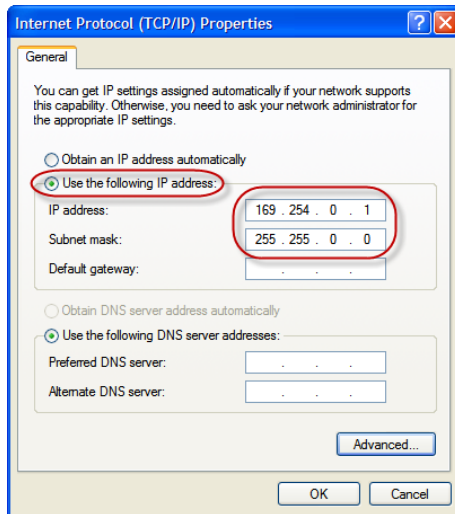 Internet Protocol (TCP/IP) Properties
General
You can get IP settings assigned automatically if your network supports
this capability. Otherwise, you need to ask your network administrator for
the appropriate IP settings.
Obtain an IP address automatically
Use the following IP address:
IP address: 169 . 254 . 0 . 1
Subnet mask: 255 . 255 . 0 . 0
Default gateway: . . .
Obtain DNS server address automatically
Use the following DNS server addresses:
Preferred DNS server: . . .
Alternate DNS server: . . .
Advanced...
OK Cancel